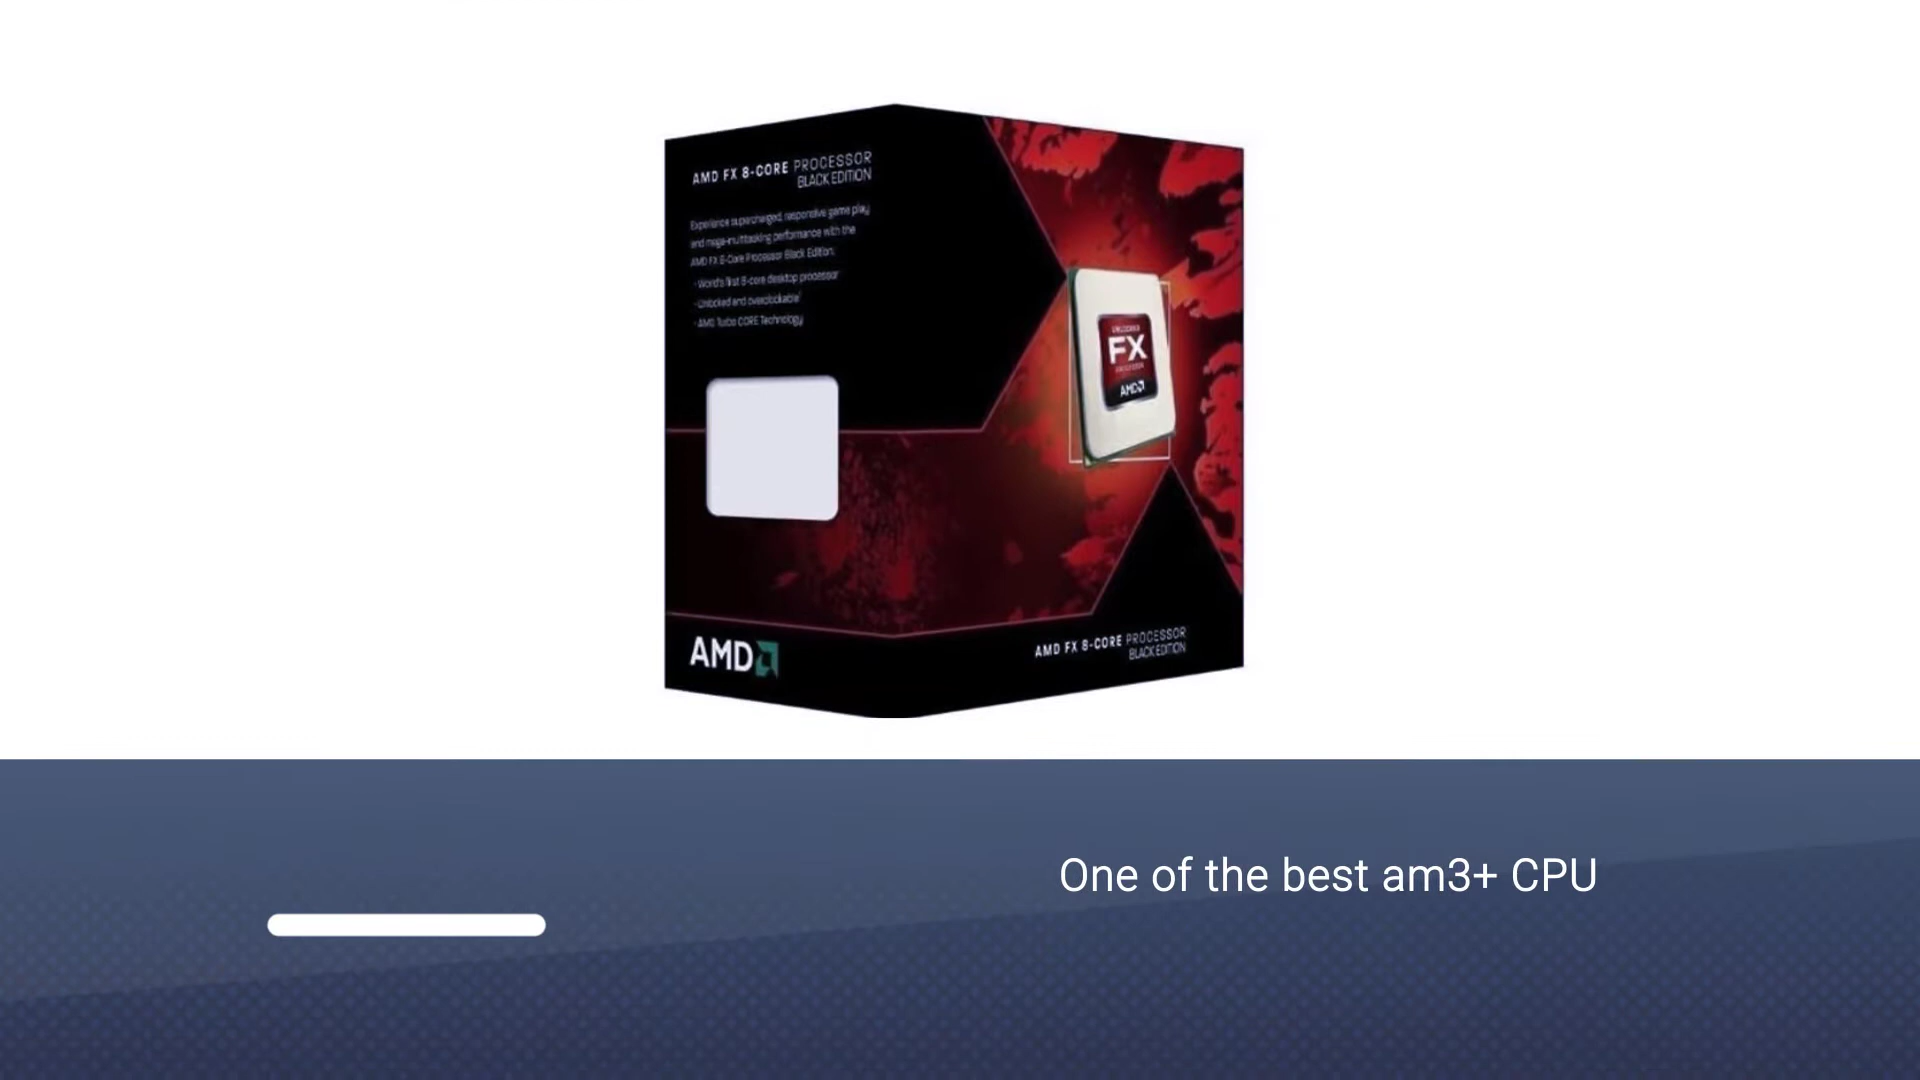 AMD FX 8-CORE PROCESSOR
BLACK EDITION
Experience supercharged, responsive game play
and mega-multitasking performance with the
AMD FX 8-Core Processor Black Edition.
· World's first 8-core desktop processor
· Unlocked and overclockable
· AMD Turbo CORE Technology
UNLOCKED
FX
PROCESSOR
AMD
AMD
AMD FX 8-CORE PROCESSOR
BLACK EDITION
One of the best am3+ CPU